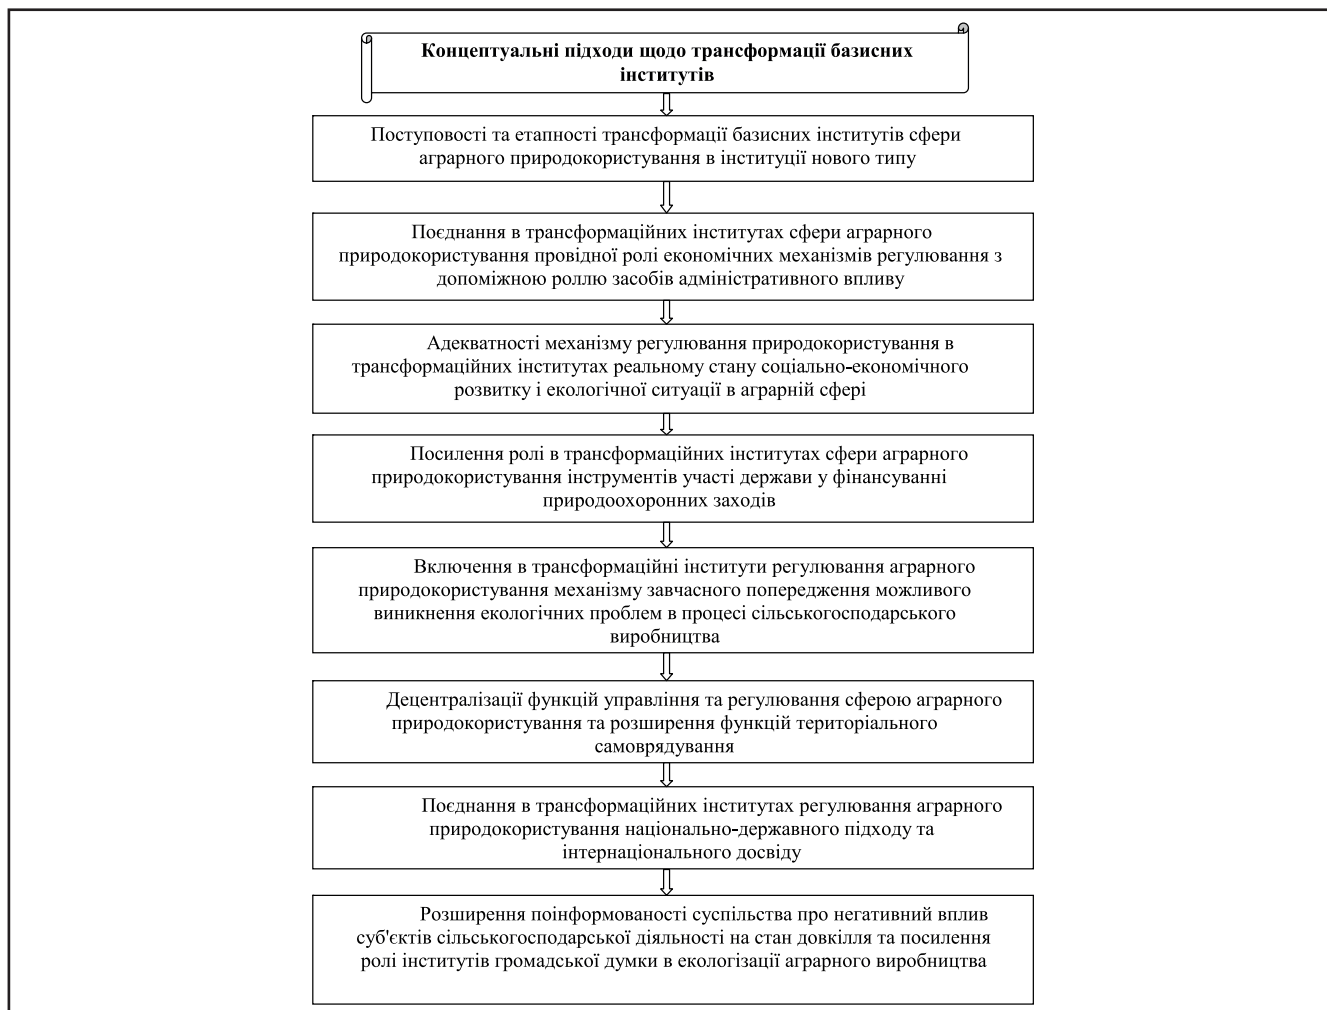 Концептуальні підходи щодо трансформації базисних
інститутів
Поступовості та етапності трансформації базисних інститутів сфери
аграрного природокористування в інституції нового типу
Поєднання в трансформаційних інститутах сфери аграрного
природокористування провідної ролі економічних механізмів регулювання з
допоміжною роллю засобів адміністративного впливу
Адекватності механізму регулювання природокористування в
трансформаційних інститутах реальному стану соціально-економічного
розвитку і екологічної ситуації в аграрній сфері
Посилення ролі в трансформаційних інститутах сфери аграрного
природокористування інструментів участі держави у фінансуванні
природоохоронних заходів
Включення в трансформаційні інститути регулювання аграрного
природокористування механізму завчасного попередження можливого
виникнення екологічних проблем в процесі сільськогосподарського
виробництва
Децентралізації функцій управління та регулювання сферою аграрного
природокористування та розширення функцій територіального
самоврядування
Поєднання в трансформаційних інститутах регулювання аграрного
природокористування національно-державного підходу та
інтернаціонального досвіду
Розширення поінформованості суспільства про негативний вплив
суб'єктів сільськогосподарської діяльності на стан довкілля та посилення
ролі інститутів громадської думки в екологізації аграрного виробництва